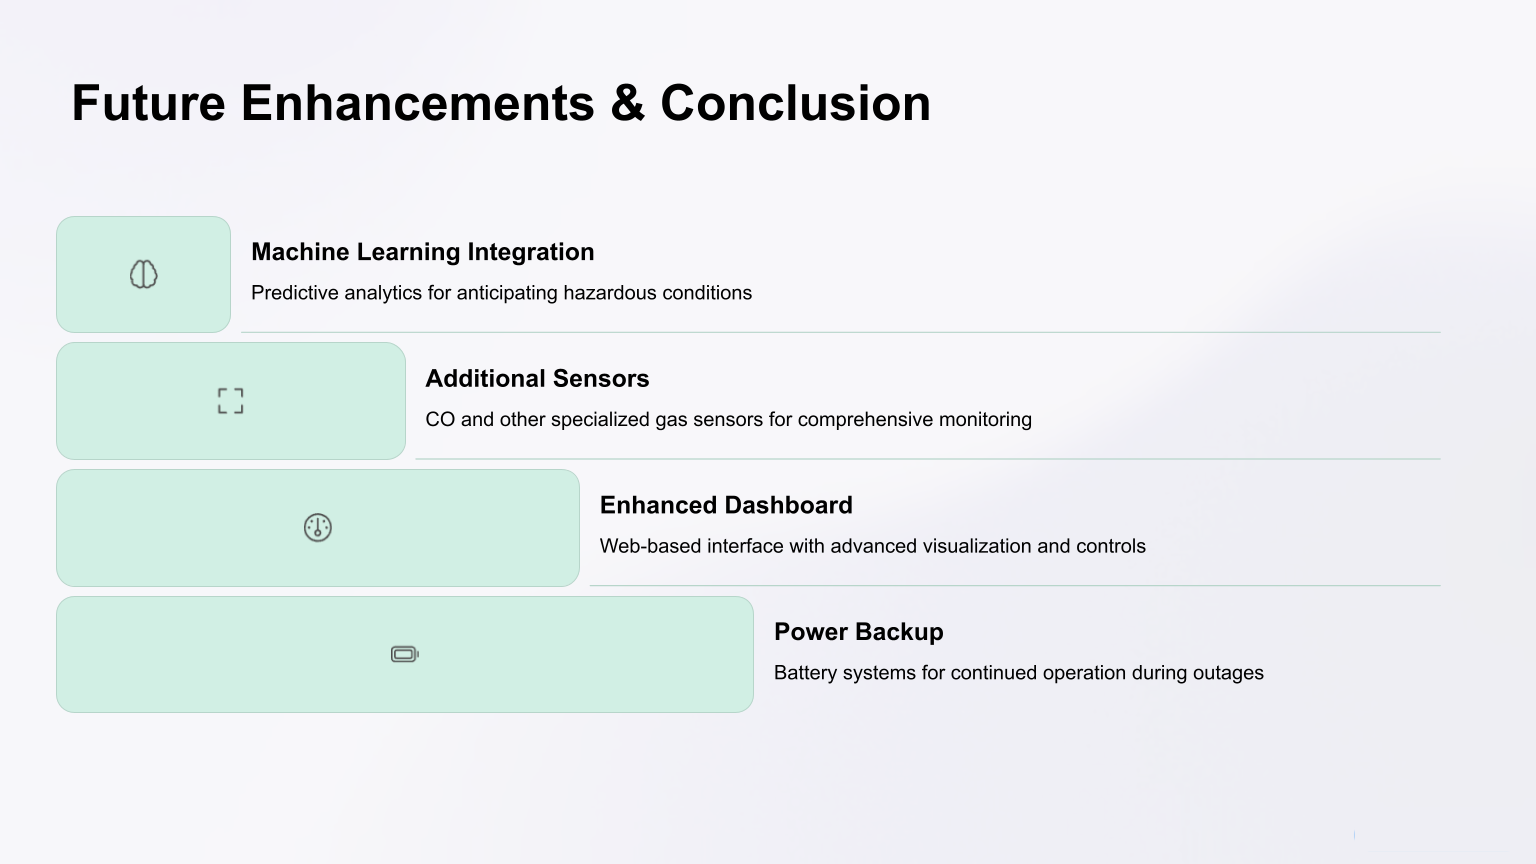 Future Enhancements & Conclusion
Machine Learning Integration
Predictive analytics for anticipating hazardous conditions
Additional Sensors
CO and other specialized gas sensors for comprehensive monitoring
Enhanced Dashboard
Web-based interface with advanced visualization and controls
Power Backup
Battery systems for continued operation during outages